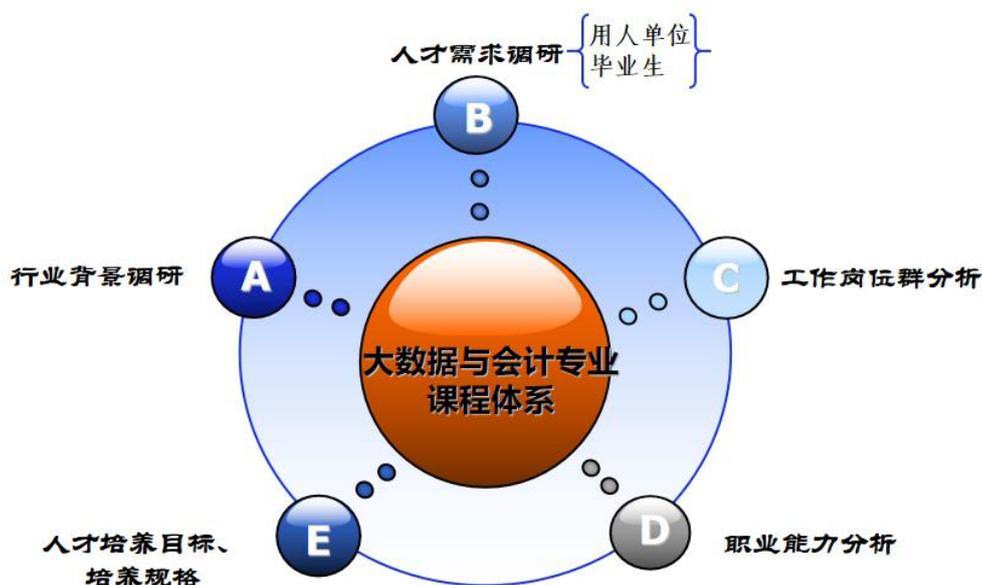 人才需求调研
用人单位
毕业生
B
行业背景调研
A
C
工作岗位群分析
大数据与会计专业
课程体系
人才培养目标、
培养规格
E
D
职业能力分析